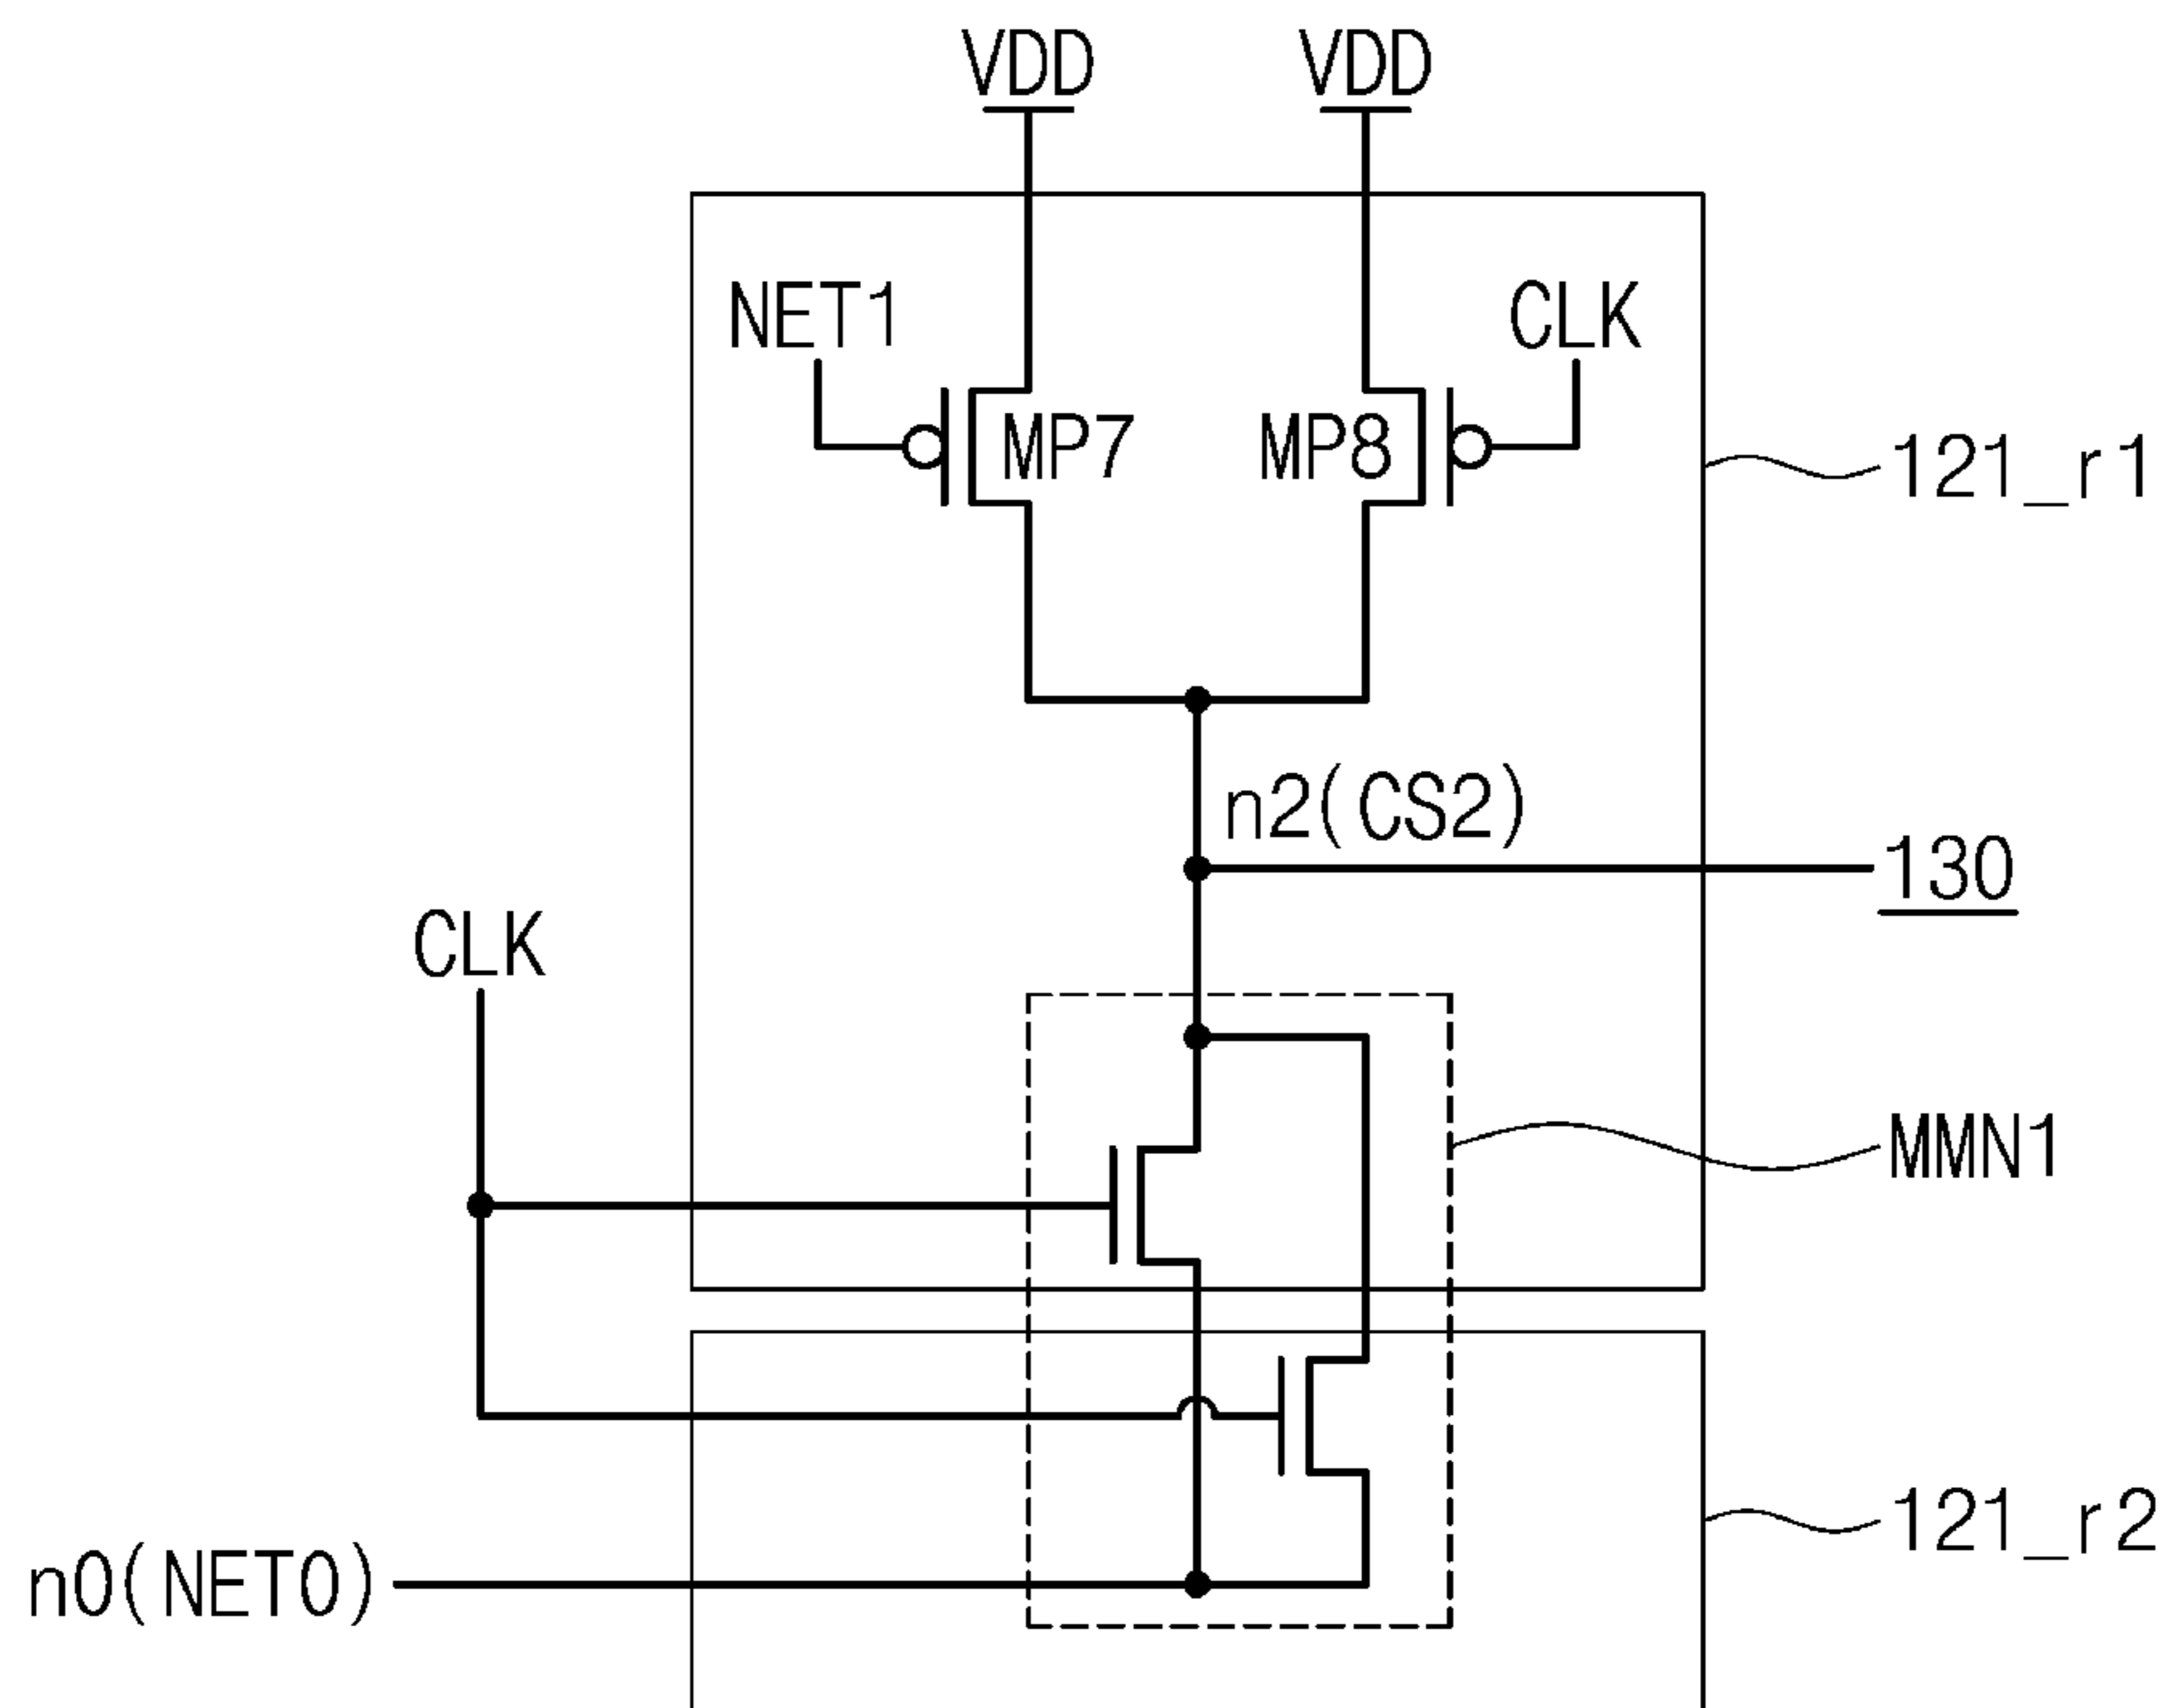 VDD VDD
NET1 CLK
MP7 MP8
121_r1
n2(CS2)
130
CLK
MMN1
121_r2
n0(NET0)